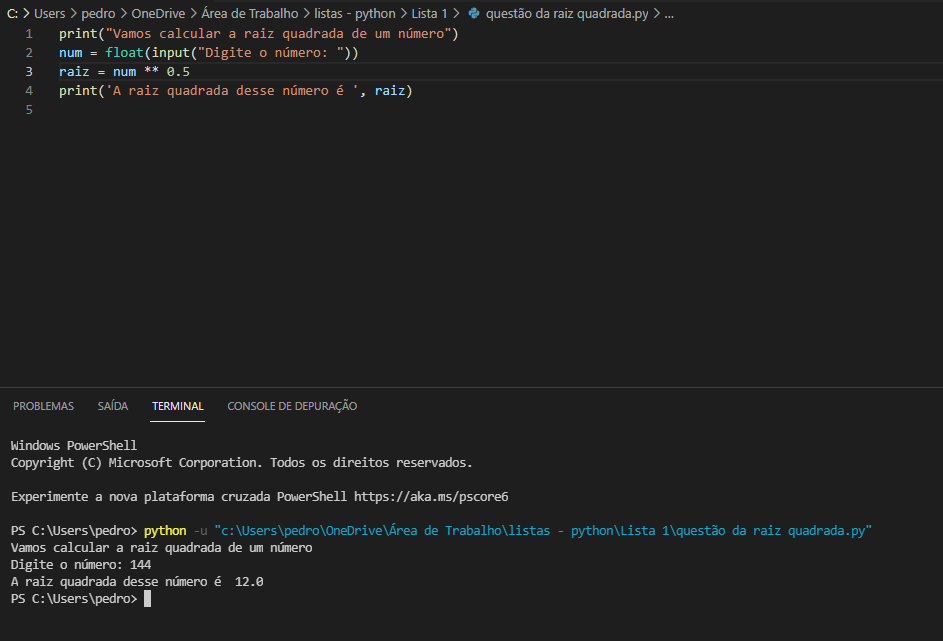 C: > Users > pedro > OneDrive > Área de Trabalho > listas - python > Lista 1 > questão da raiz quadrada.py > ...
1 print("Vamos calcular a raiz quadrada de um número")
2 num = float(input("Digite o número: "))
3 raiz = num ** 0.5
4 print('A raiz quadrada desse número é ', raiz)
5
PROBLEMAS SAÍDA TERMINAL CONSOLE DE DEPURAÇÃO
Windows PowerShell
Copyright (C) Microsoft Corporation. Todos os direitos reservados.
Experimente a nova plataforma cruzada PowerShell https://aka.ms/pscore6
PS C:\Users\pedro> python -u "c:\Users\pedro\OneDrive\Área de Trabalho\listas - python\Lista 1\questão da raiz quadrada.py"
Vamos calcular a raiz quadrada de um número
Digite o número: 144
A raiz quadrada desse número é  12.0
PS C:\Users\pedro>